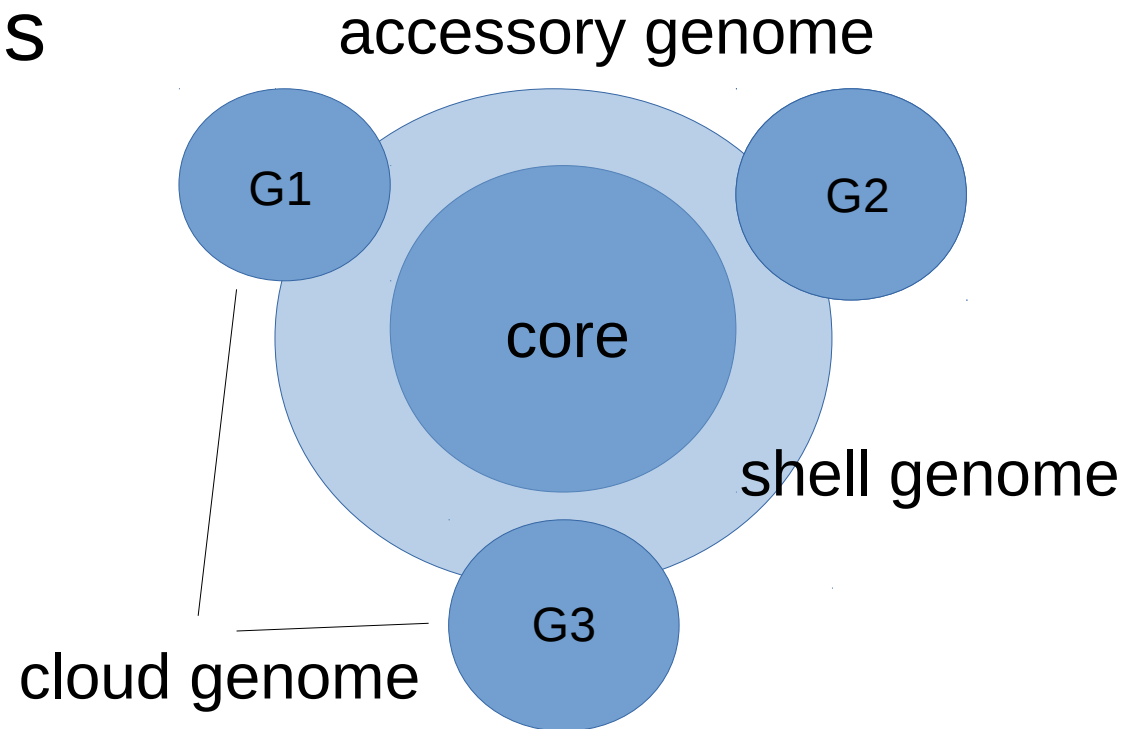 s
accessory genome
G1
G2
core
shell genome
G3
cloud genome